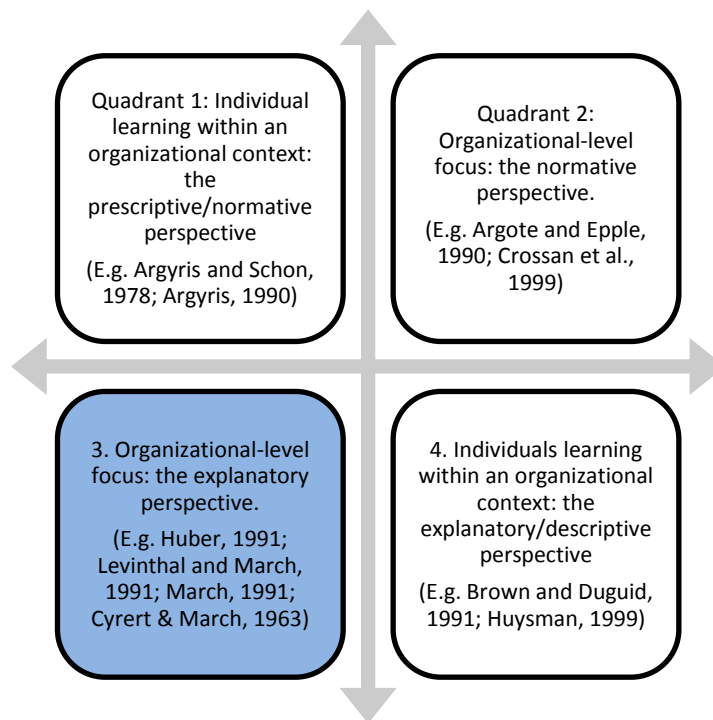 Quadrant 1: Individual
learning within an
organizational context:
the
prescriptive/normative
perspective
(E.g. Argyris and Schon,
1978; Argyris, 1990)
Quadrant 2:
Organizational-level
focus: the normative
perspective.
(E.g. Argote and Epple,
1990; Crossan et al.,
1999)
3. Organizational-level
focus: the explanatory
perspective.
(E.g. Huber, 1991;
Levinthal and March,
1991; March, 1991;
Cyrert & March, 1963)
4. Individuals learning
within an organizational
context: the
explanatory/descriptive
perspective
(E.g. Brown and Duguid,
1991; Huysman, 1999)